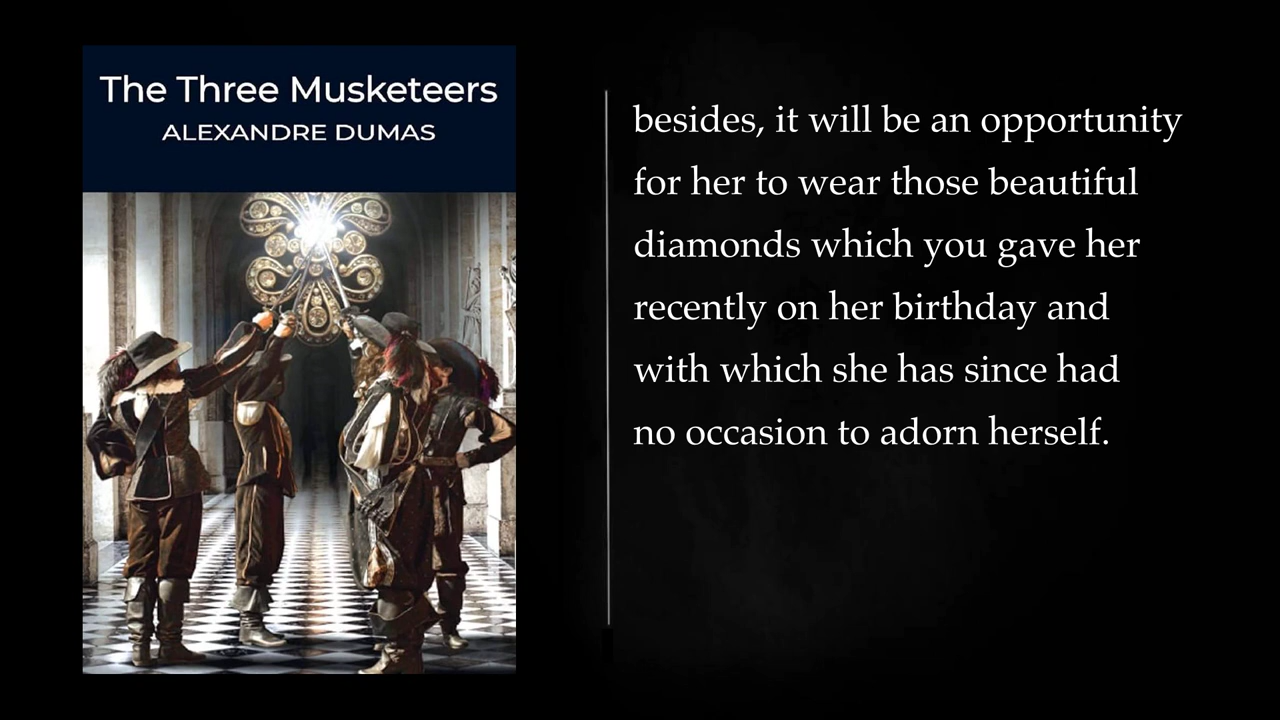 The Three Musketeers
ALEXANDRE DUMAS
besides, it will be an opportunity
for her to wear those beautiful
diamonds which you gave her
recently on her birthday and
with which she has since had
no occasion to adorn herself.